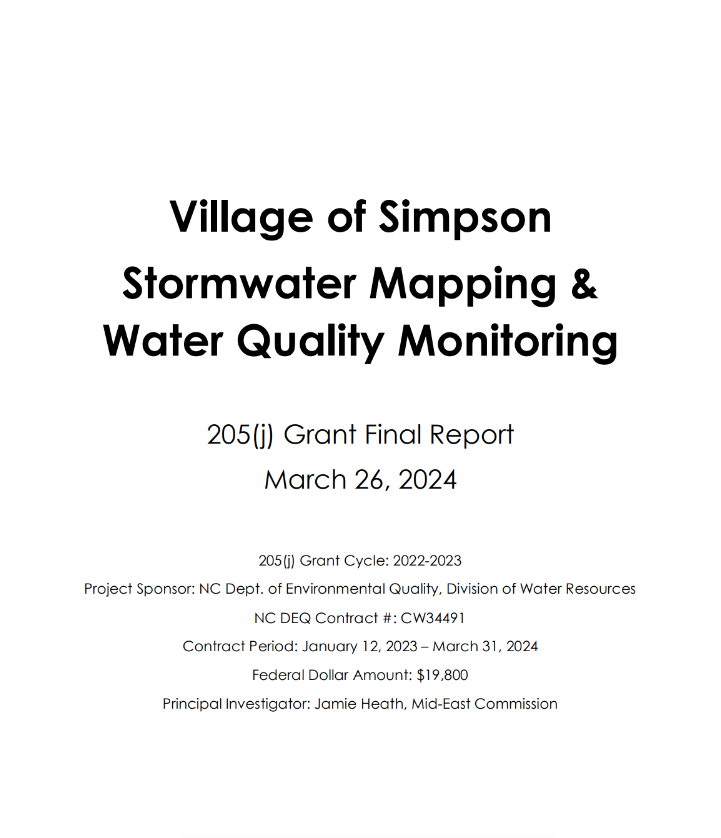 Village of Simpson
Stormwater Mapping &
Water Quality Monitoring
205(j) Grant Final Report
March 26, 2024
205(j) Grant Cycle: 2022-2023
Project Sponsor: NC Dept. of Environmental Quality, Division of Water Resources
NC DEQ Contract #: CW34491
Contract Period: January 12, 2023 – March 31, 2024
Federal Dollar Amount: $19,800
Principal Investigator: Jamie Heath, Mid-East Commission